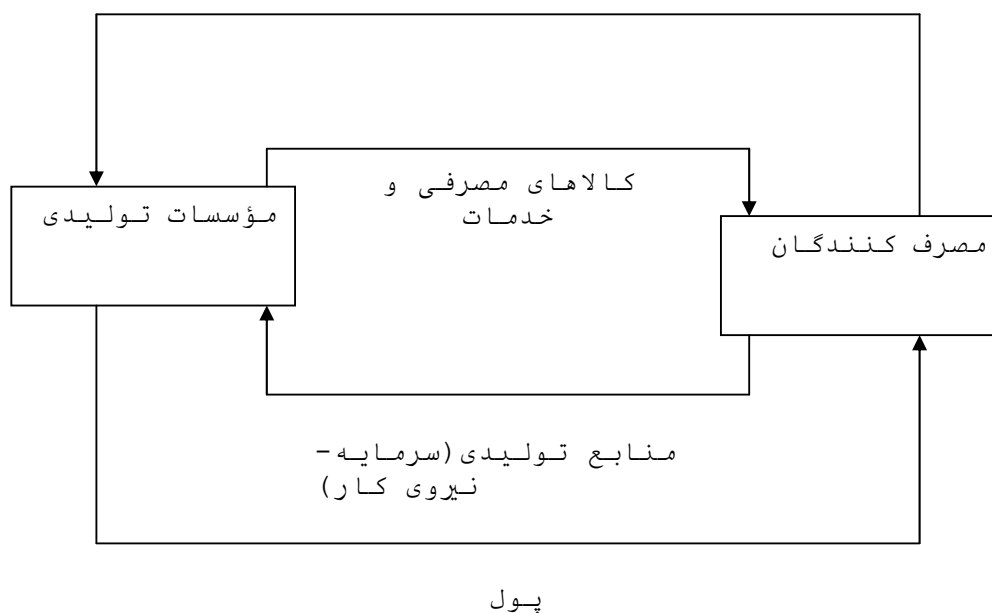 کالاهای مصرفی و
خدمات
مؤسسات تولیدی
مصرف کنندگان
منابع تولیدی(سرمایه-
نیروی کار)
پول